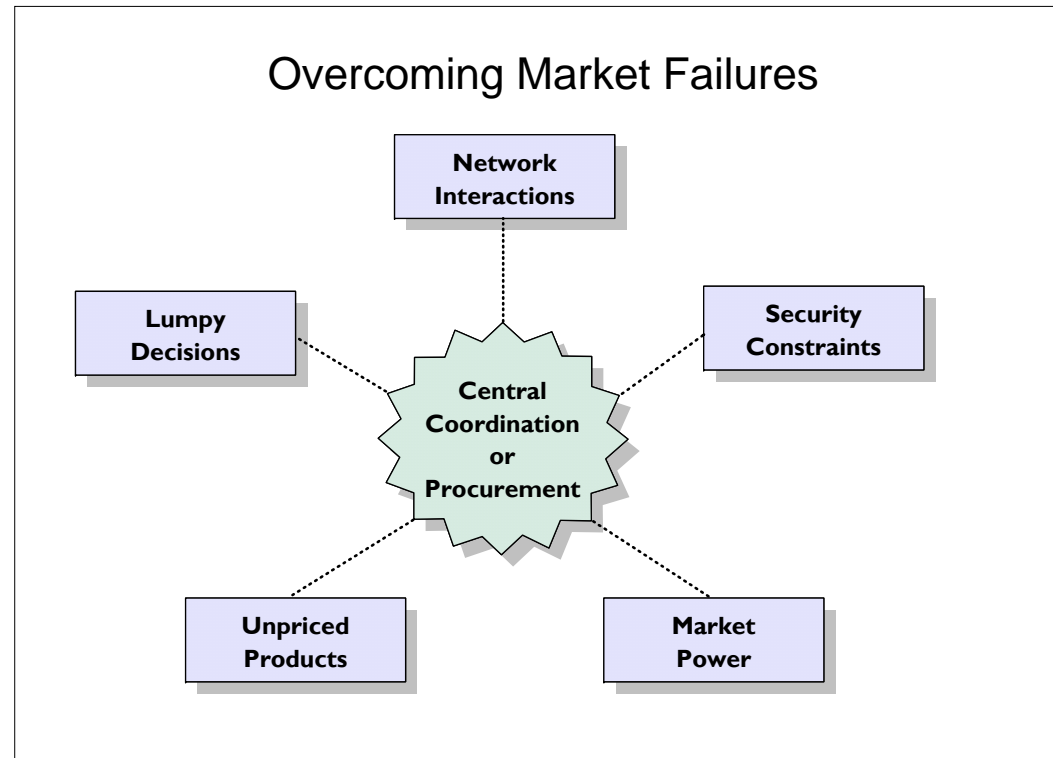 Overcoming Market Failures
Network
Interactions
Lumpy
Decisions
Security
Constraints
Central
Coordination
or
Procurement
Unpriced
Products
Market
Power